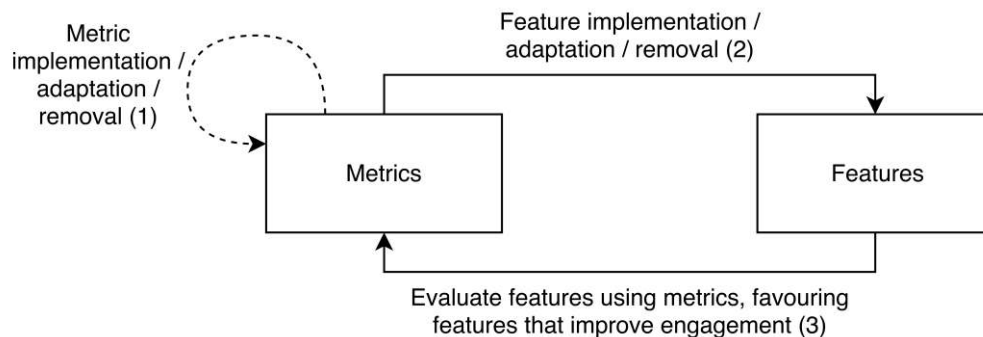 Metric
implementation /
adaptation /
removal (1)
Feature implementation /
adaptation / removal (2)
Metrics
Features
Evaluate features using metrics, favouring
features that improve engagement (3)